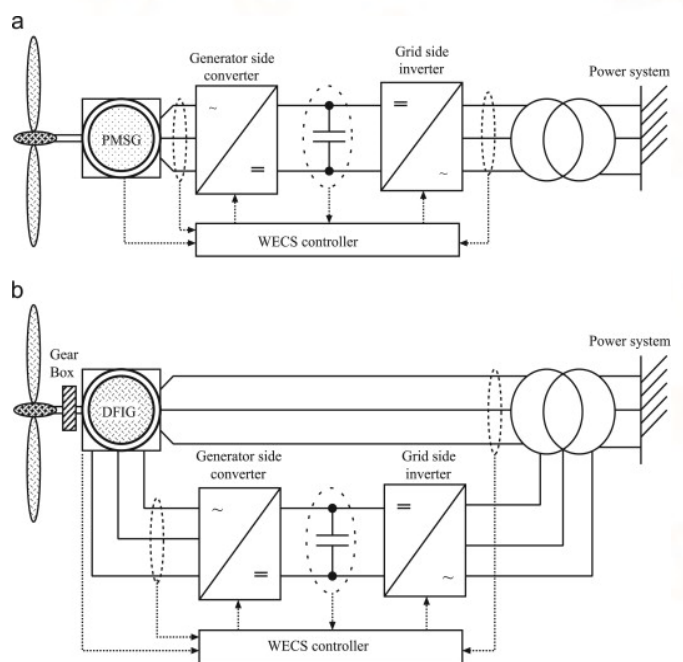 a
Generator side
converter
Grid side
inverter
Power system
PMSG
~
=
=
~
WECS controller
b
Gear
Box
Power system
DFIG
Generator side
converter
Grid side
inverter
~
=
=
~
WECS controller